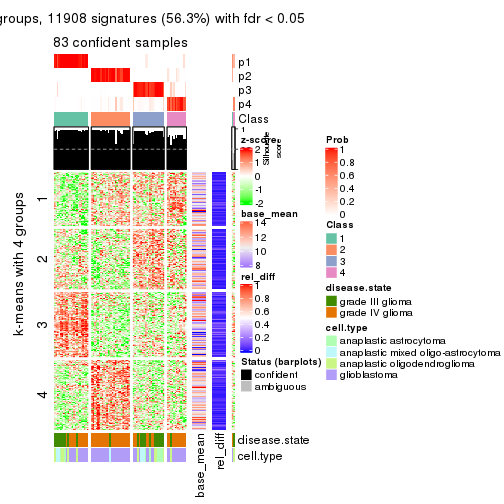 groups, 11908 signatures (56.3%) with fdr < 0.05
83 confident samples
p1
p2
p3
p4
Class
1
Silhouette
score
z-score
2
1
0
-1
-2
base_mean
14
12
10
8
rel_diff
1
0.8
0.6
0.4
0.2
0
Status (barplots)
confident
ambiguous
Prob
1
0.8
0.6
0.4
0.2
0
Class
1
2
3
4
disease.state
grade III glioma
grade IV glioma
cell.type
anaplastic astrocytoma
anaplastic mixed oligo-astrocytoma
anaplastic oligodendroglioma
glioblastoma
k-means with 4 groups
1
2
3
4
disease.state
cell.type
base_mean
rel_diff